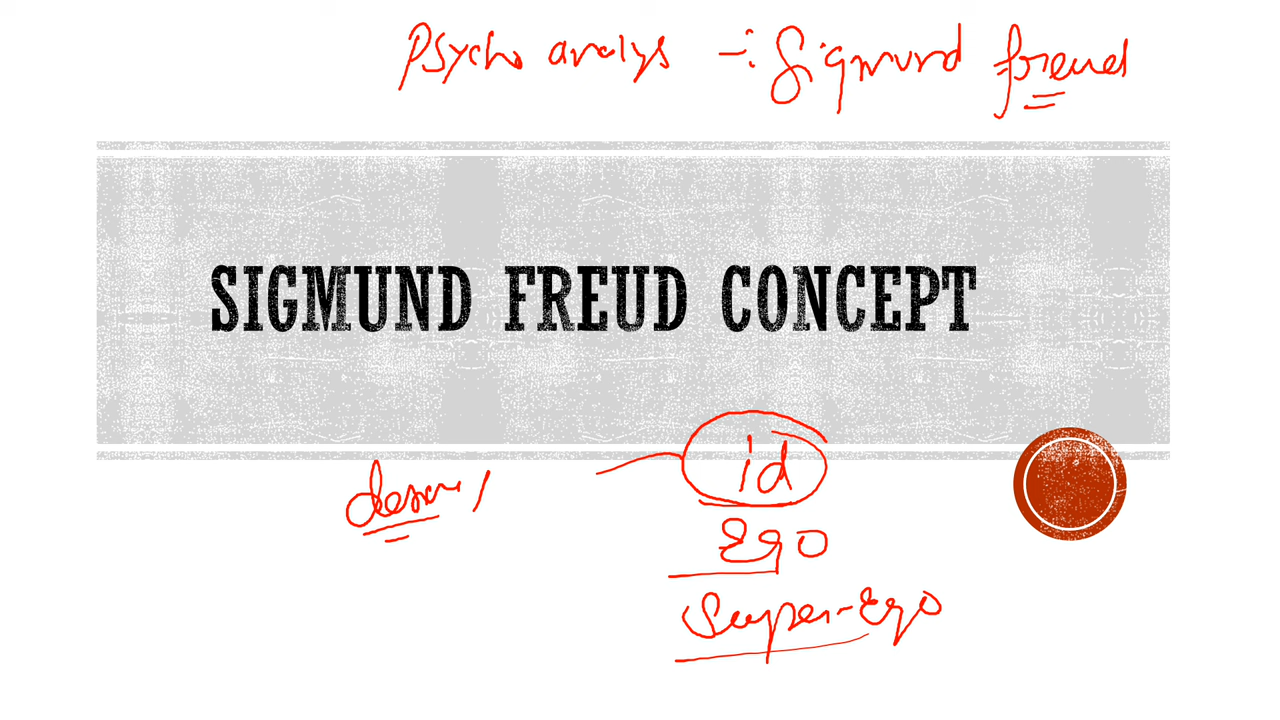 Psycho analys -: Sigmund freud
SIGMUND FREUD CONCEPT
id
Ego
Super-Ego